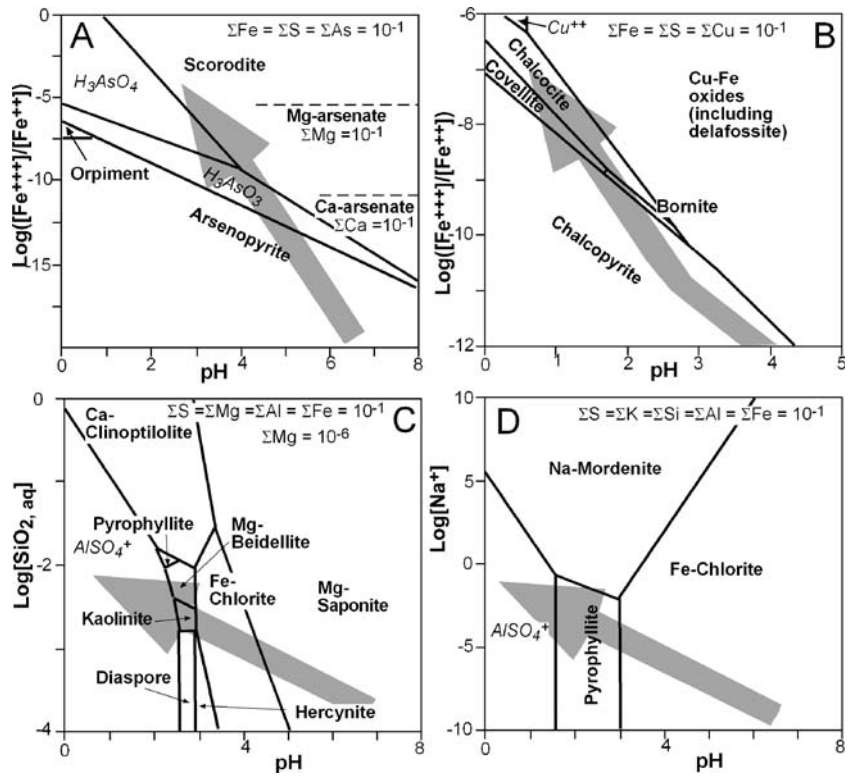 A
ΣFe = ΣS = ΣAs = 10⁻¹
0
-5
-10
-15
Log([Fe⁺⁺⁺]/[Fe⁺⁺])
H₃AsO₄
Scorodite
Mg-arsenate
ΣMg = 10⁻¹
Orpiment
H₃AsO₃
Ca-arsenate
ΣCa = 10⁻¹
Arsenopyrite
0
2
4
6
8
pH
-6
-8
-10
-12
Log([Fe⁺⁺⁺]/[Fe⁺⁺])
Cu⁺⁺
ΣFe = ΣS = ΣCu = 10⁻¹
B
Chalcocite
Covellite
Cu-Fe
oxides
(including
delafossite)
Bornite
Chalcopyrite
0
1
2
3
4
5
pH
0
-2
-4
Log[SiO₂, aq]
Ca-
Clinoptilolite
ΣS =ΣMg = ΣAl = ΣFe = 10⁻¹
ΣMg = 10⁻⁶
C
Pyrophyllite
Mg-
Beidellite
AlSO₄⁺
Fe-
Chlorite
Mg-
Saponite
Kaolinite
Diaspore
Hercynite
0
4
8
pH
10
5
0
-5
-10
Log[Na⁺]
ΣS = ΣK = ΣSi = ΣAl = ΣFe = 10⁻¹
D
Na-Mordenite
Fe-Chlorite
AlSO₄⁺
Pyrophyllite
0
4
8
pH